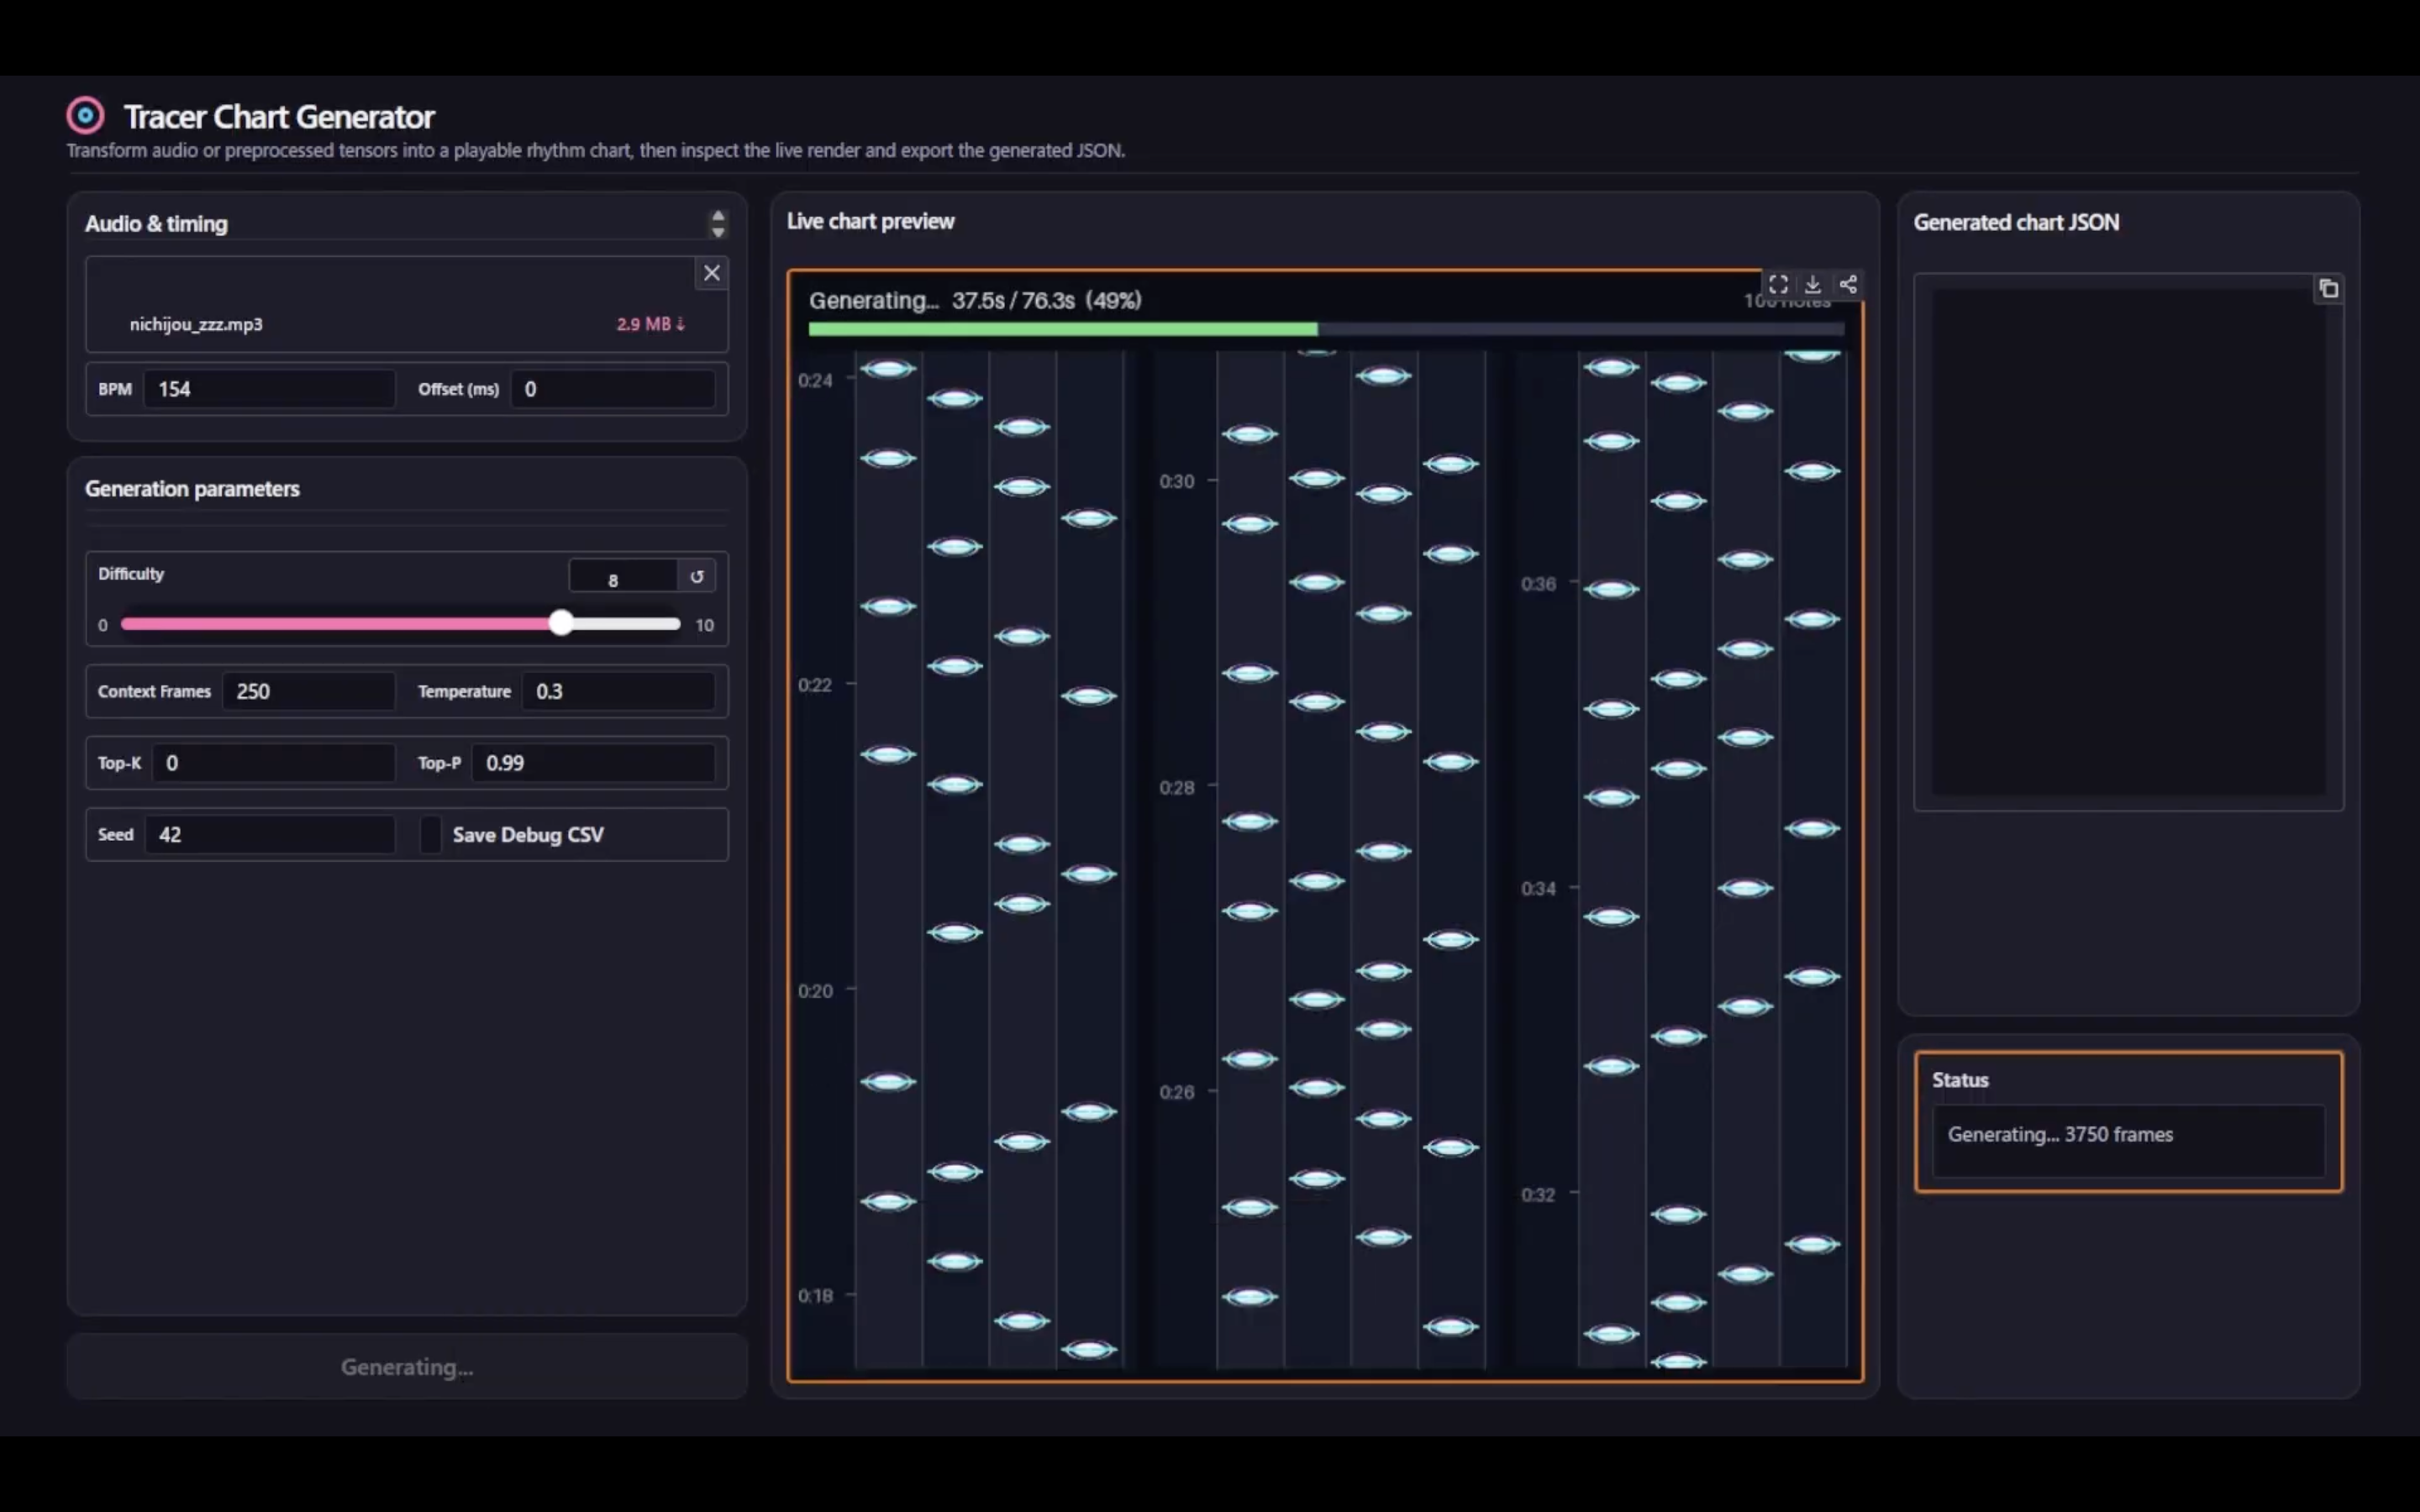 Tracer Chart Generator
Transform audio or preprocessed tensors into a playable rhythm chart, then inspect the live render and export the generated JSON.
Audio & timing
nichijou_zzz.mp3 2.9 MB ⇣
BPM 154 Offset (ms) 0
Generation parameters
Difficulty 8
0 10
Context Frames 250 Temperature 0.3
Top-K 0 Top-P 0.99
Seed 42 Save Debug CSV
Generating...
Live chart preview
Generating... 37.5s / 76.3s (49%)
notes
0:24
0:22
0:20
0:18
0:30
0:28
0:26
0:36
0:34
0:32
Generated chart JSON
Status
Generating... 3750 frames